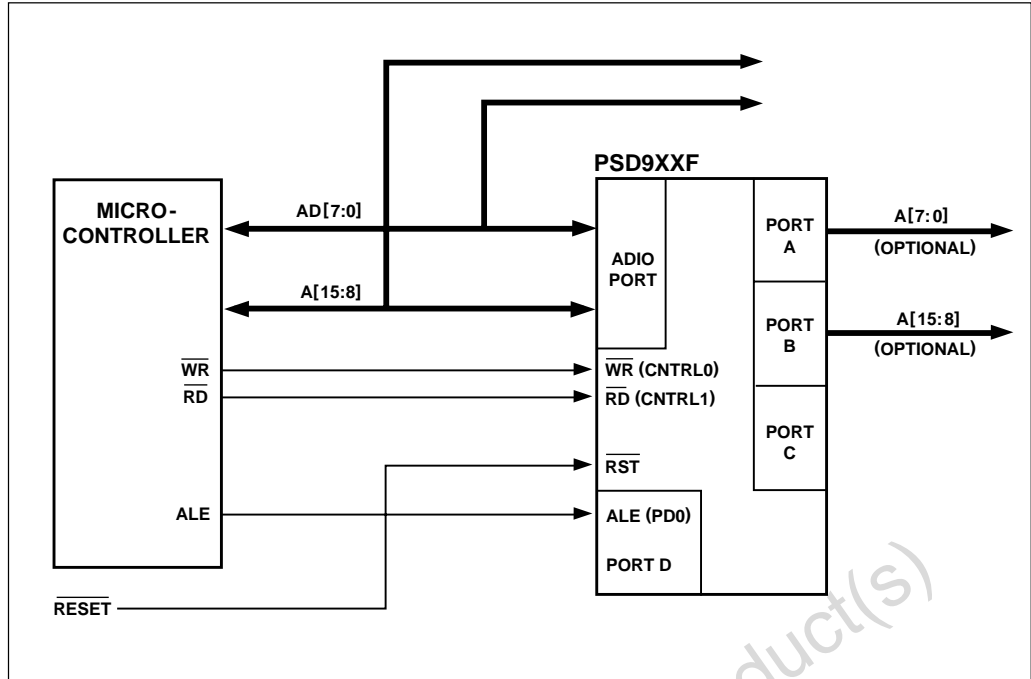 PSD9XXF
MICRO-
CONTROLLER
AD[7:0]
A[15:8]
WR
RD
ALE
RESET
ADIO
PORT
WR (CNTRL0)
RD (CNTRL1)
RST
ALE (PD0)
PORT D
PORT
A
PORT
B
PORT
C
A[7:0]
(OPTIONAL)
A[15:8]
(OPTIONAL)
duct(s)